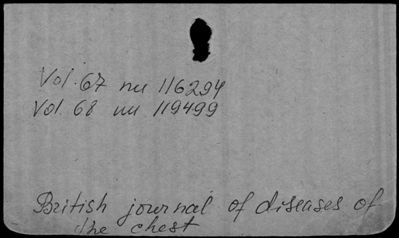 Vol. 67 nu 116294
Vol. 68 nu 119499
British journal of diseases of
the chest